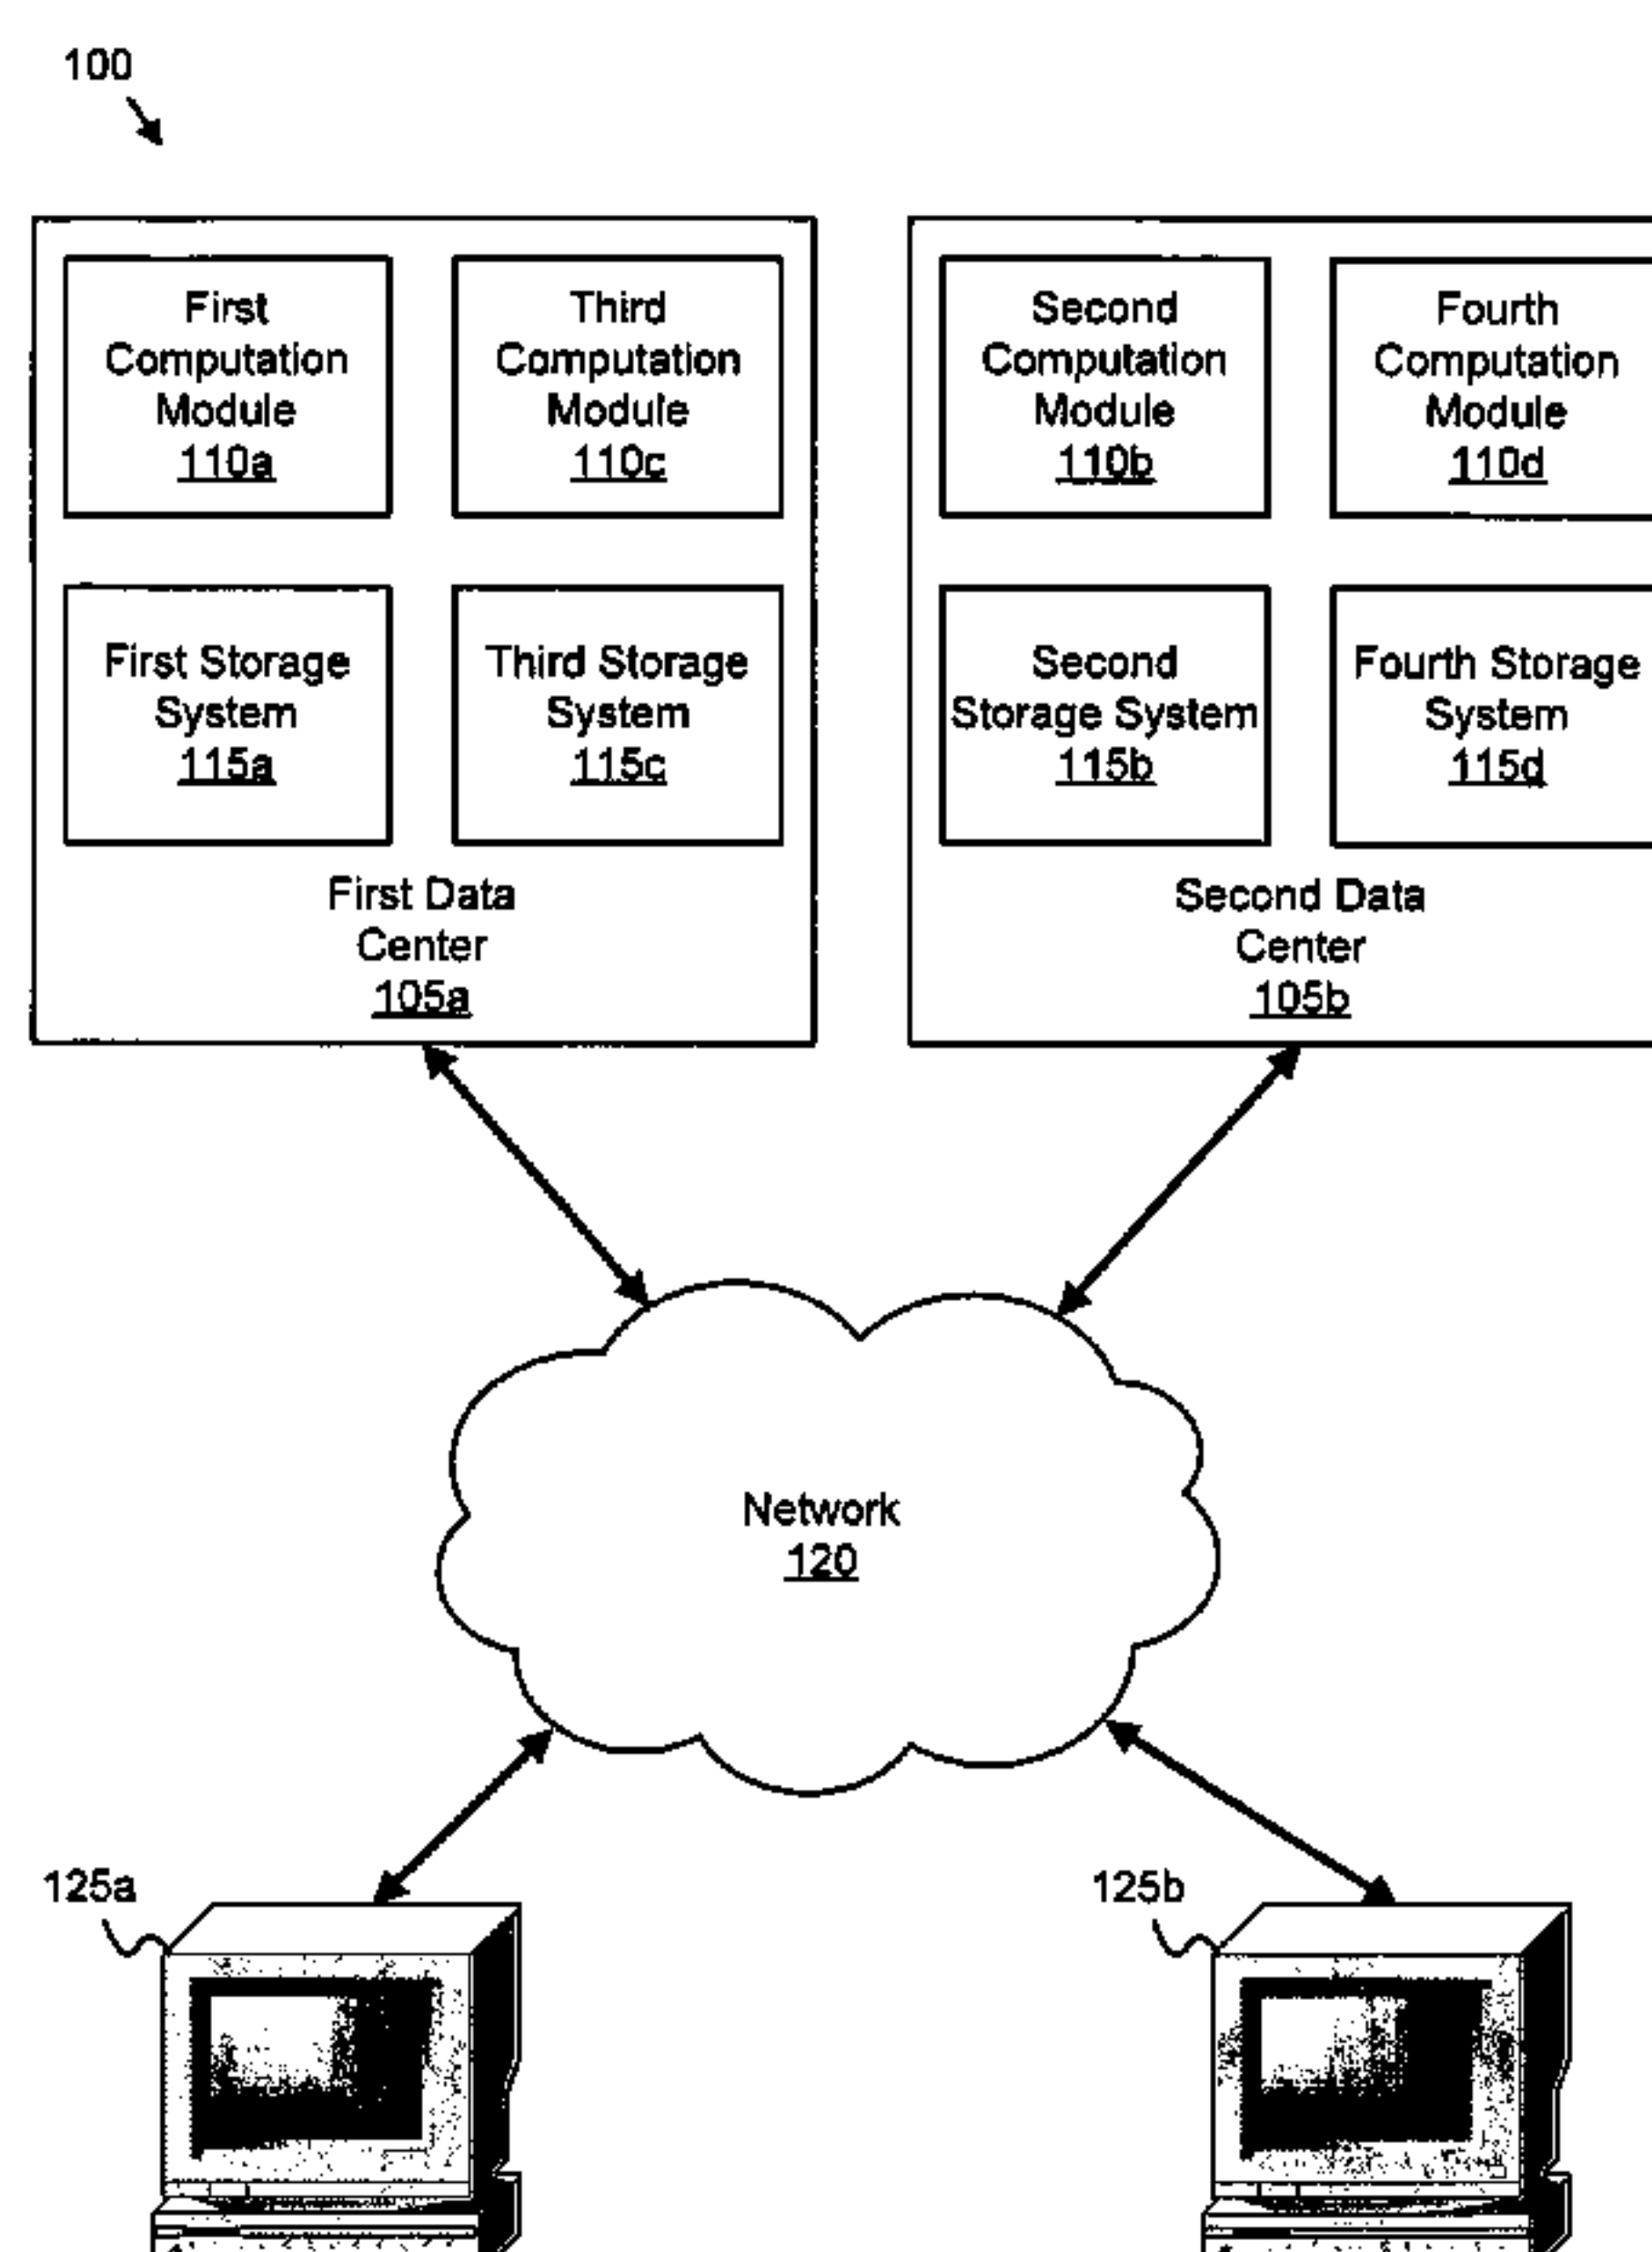 100
First
Computation
Module
110a
Third
Computation
Module
110c
First Storage
System
115a
Third Storage
System
115c
First Data
Center
105a
Second
Computation
Module
110b
Fourth
Computation
Module
110d
Second
Storage System
115b
Fourth Storage
System
115d
Second Data
Center
105b
Network
120
125a
125b